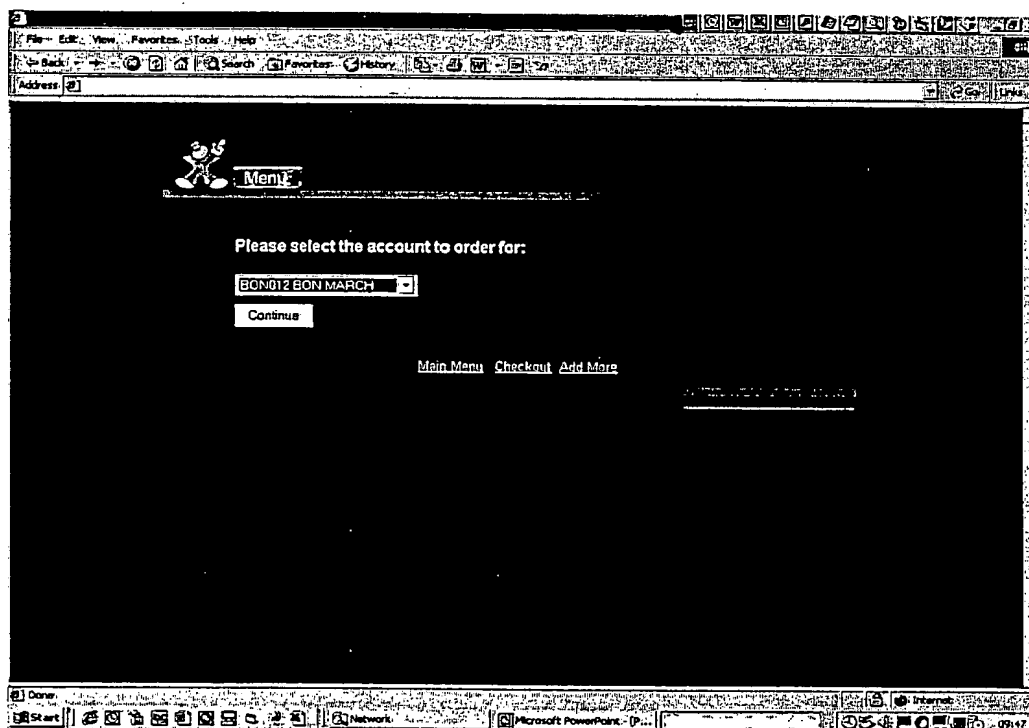 File Edit View Favorites Tools Help
Back Search Favorites History
Address Go Links
Menu
Please select the account to order for:
BON012 BON MARCH
Continue
Main Menu Checkout Add More
Done Internet
Start Network Microsoft PowerPoint - [P...